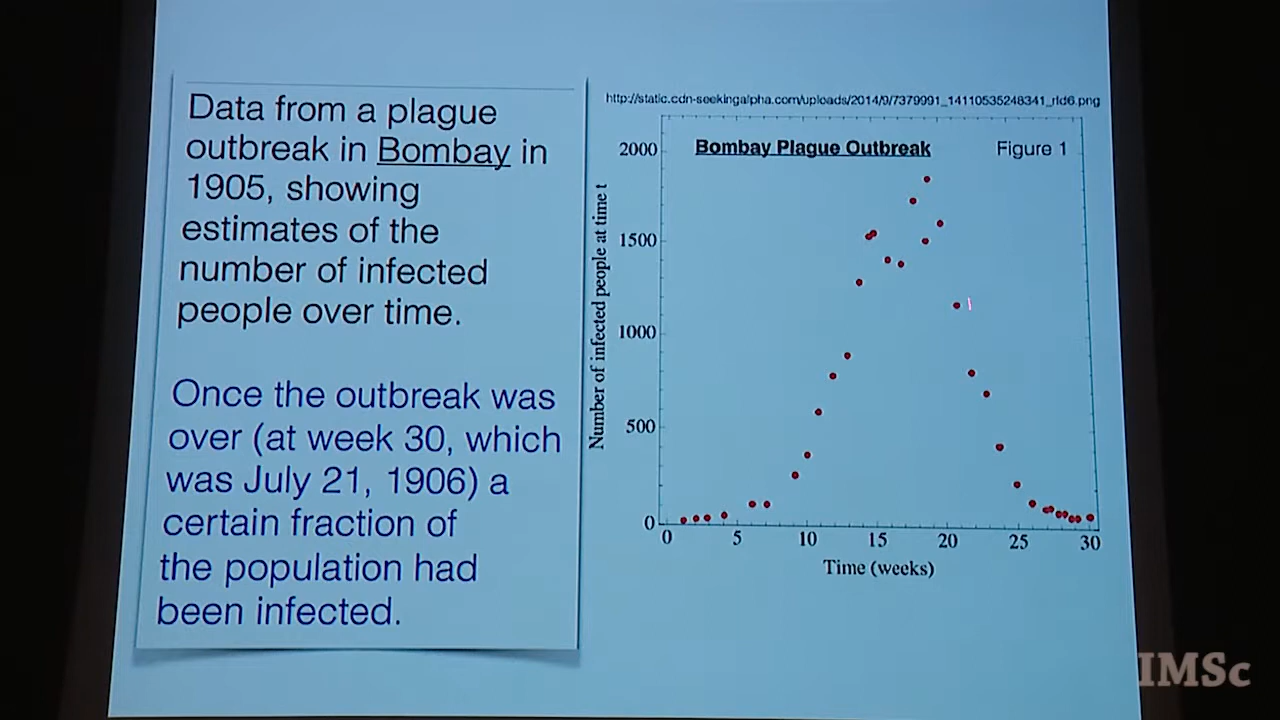 Data from a plague
outbreak in Bombay in
1905, showing
estimates of the
number of infected
people over time.
Once the outbreak was
over (at week 30, which
was July 21, 1906) a
certain fraction of
the population had
been infected.
http://static.cdn-seekingalpha.com/uploads/2014/9/7379991_14110535248341_rId6.png
Bombay Plague Outbreak
Figure 1
Number of infected people at time t
2000
1500
1000
500
0
0 5 10 15 20 25 30
Time (weeks)
IMSc